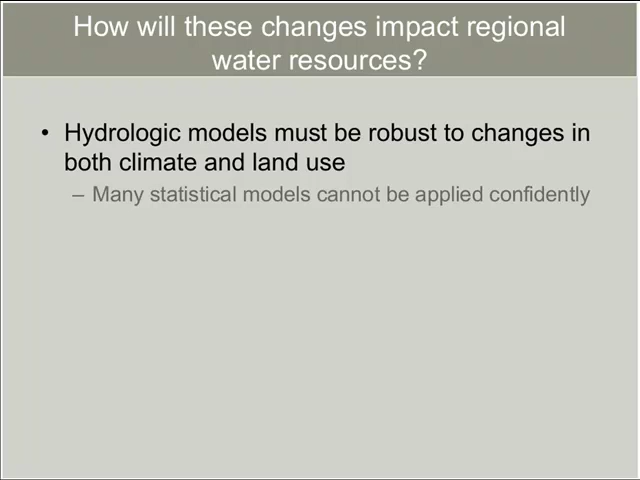 How will these changes impact regional
water resources?
• Hydrologic models must be robust to changes in
both climate and land use
– Many statistical models cannot be applied confidently